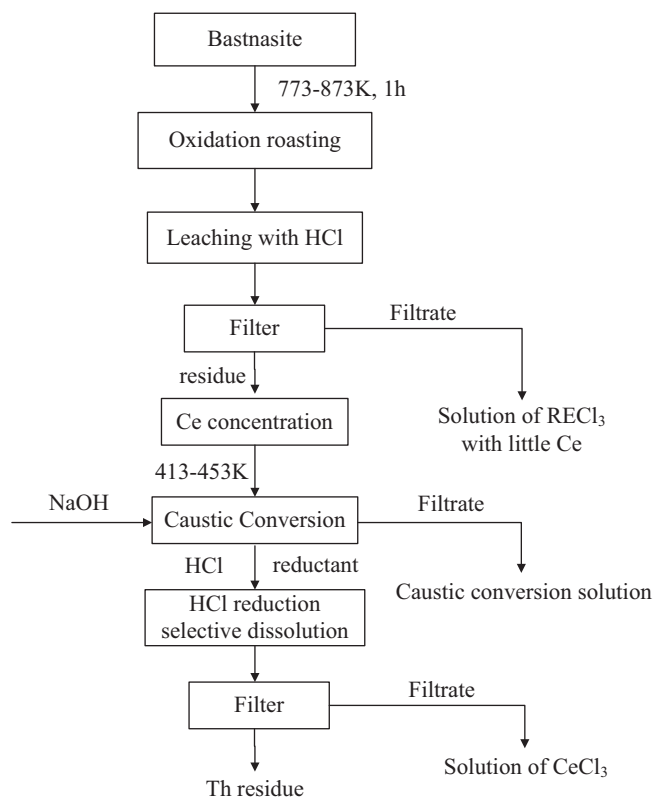 Bastnasite
773-873K, 1h
Oxidation roasting
Leaching with HCl
Filter
Filtrate
residue
Solution of RECl₃
with little Ce
Ce concentration
413-453K
NaOH
Caustic Conversion
Filtrate
HCl
reductant
Caustic conversion solution
HCl reduction
selective dissolution
Filter
Filtrate
Solution of CeCl₃
Th residue